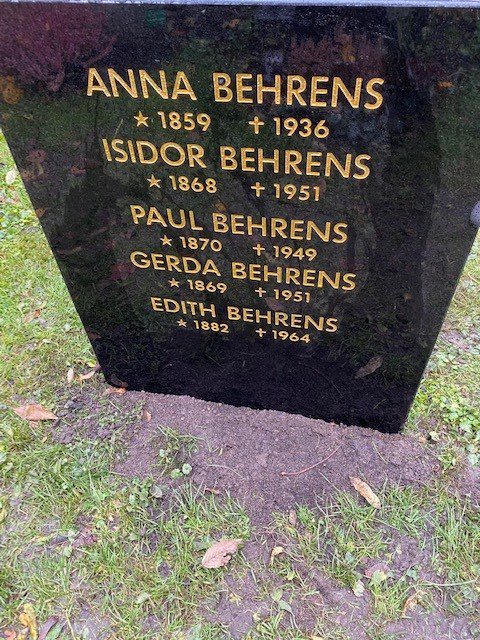 ANNA BEHRENS
★ 1859 ✝ 1936
ISIDOR BEHRENS
★ 1868 ✝ 1951
PAUL BEHRENS
★ 1870 ✝ 1949
GERDA BEHRENS
★ 1869 ✝ 1951
EDITH BEHRENS
★ 1882 ✝ 1964